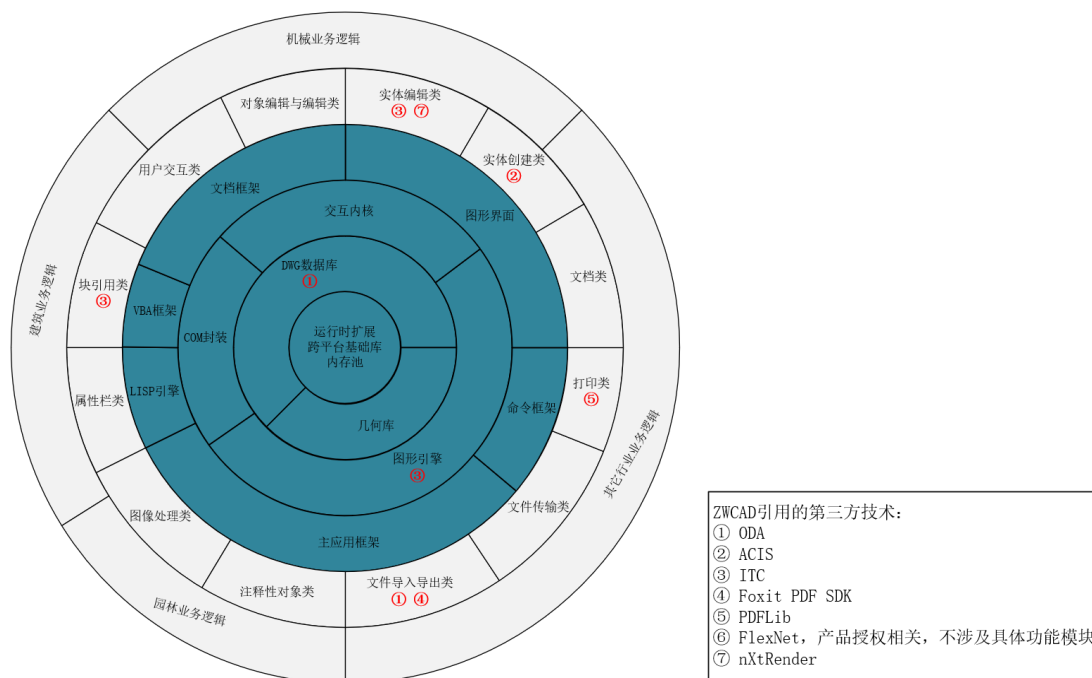 机械业务逻辑
对象编辑与编辑类
实体编辑类
③ ⑦
用户交互类
实体创建类
②
文档框架
交互内核
图形界面
块引用类
③
DWG数据库
①
文档类
建筑业务逻辑
VBA框架
COM封装
运行时扩展
跨平台基础库
内存池
属性栏类
LISP引擎
打印类
⑤
命令框架
几何库
图形引擎
③
其它行业业务逻辑
图像处理类
文件传输类
主应用框架
园林业务逻辑
注释性对象类
文件导入导出类
① ④
ZWCAD引用的第三方技术:
① ODA
② ACIS
③ ITC
④ Foxit PDF SDK
⑤ PDFLib
⑥ FlexNet, 产品授权相关, 不涉及具体功能模块
⑦ nXtRender